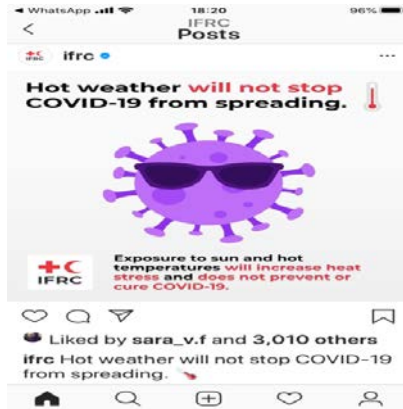 WhatsApp
18:20
96%
IFRC
Posts
ifrc
Hot weather will not stop
COVID-19 from spreading.
IFRC
Exposure to sun and hot
temperatures will increase heat
stress and does not prevent or
cure COVID-19.
Liked by sara_v.f and 3,010 others
ifrc Hot weather will not stop COVID-19
from spreading.